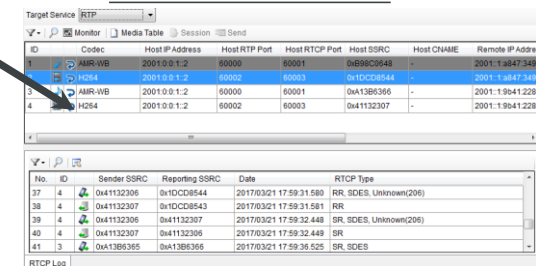 Target Service RTP
Monitor Media Table Session Send
ID Codec Host IP Address Host RTP Port Host RTCP Port Host SSRC Host CNAME Remote IP Addre
1 AMR-WB 2001:0:0:1::2 60000 60001 0xB98C0648 - 2001::1:a847:349
2 H264 2001:0:0:1::2 60002 60003 0x1DCD8544 - 2001::1:a847:349
3 AMR-WB 2001:0:0:1::2 60000 60001 0xA13B6366 - 2001::1:9b41:228
4 H264 2001:0:0:1::2 60002 60003 0x41132307 - 2001::1:9b41:228
No. ID Sender SSRC Reporting SSRC Date RTCP Type
37 4 0x41132306 0x1DCD8544 2017/03/21 17:59:31.580 RR, SDES, Unknown(206)
38 4 0x41132307 0x1DCD8543 2017/03/21 17:59:31.581 RR
39 4 0x41132306 0x41132307 2017/03/21 17:59:32.448 SR, SDES, Unknown(206)
40 4 0x41132307 0x41132306 2017/03/21 17:59:32.449 SR
41 3 0xA13B6365 0xA13B6366 2017/03/21 17:59:36.525 SR, SDES
RTCP Log